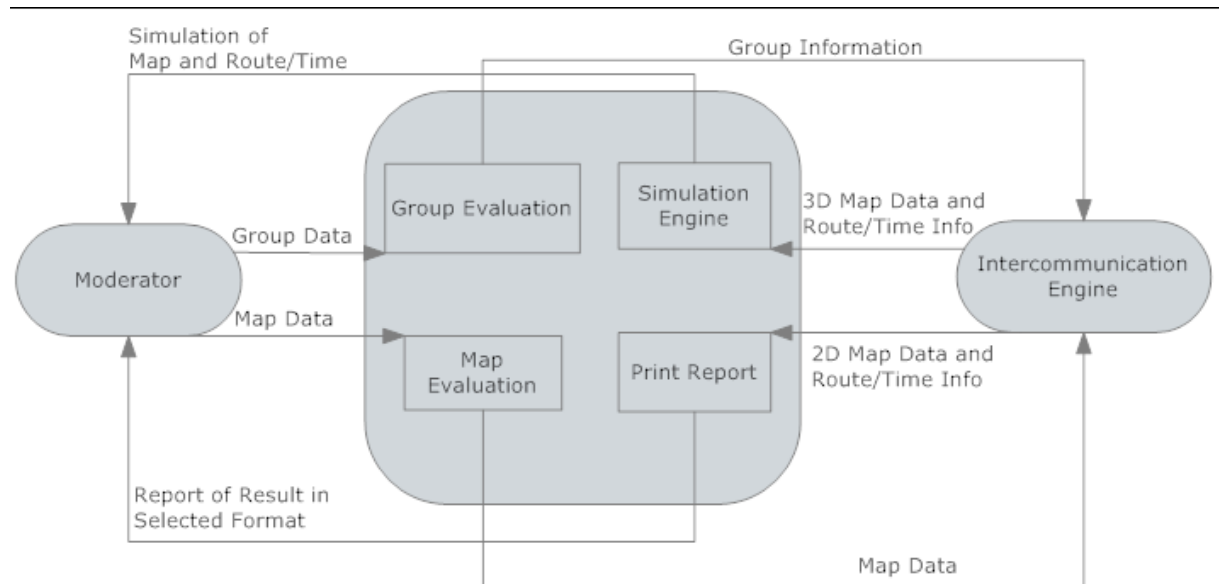 Simulation of
Map and Route/Time
Group Information
Group Evaluation
Simulation
Engine
3D Map Data and
Route/Time Info
Group Data
Moderator
Intercommunication
Engine
Map Data
Map
Evaluation
Print Report
2D Map Data and
Route/Time Info
Report of Result in
Selected Format
Map Data